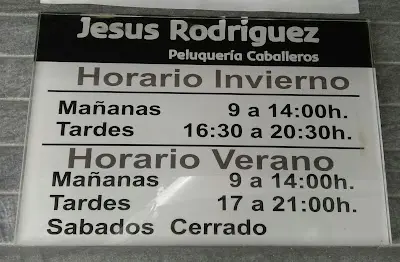 Jesus Rodriguez
Peluquería Caballeros
Horario Invierno
Mañanas 9 a 14:00h.
Tardes 16:30 a 20:30h.
Horario Verano
Mañanas 9 a 14:00h.
Tardes 17 a 21:00h.
Sabados Cerrado